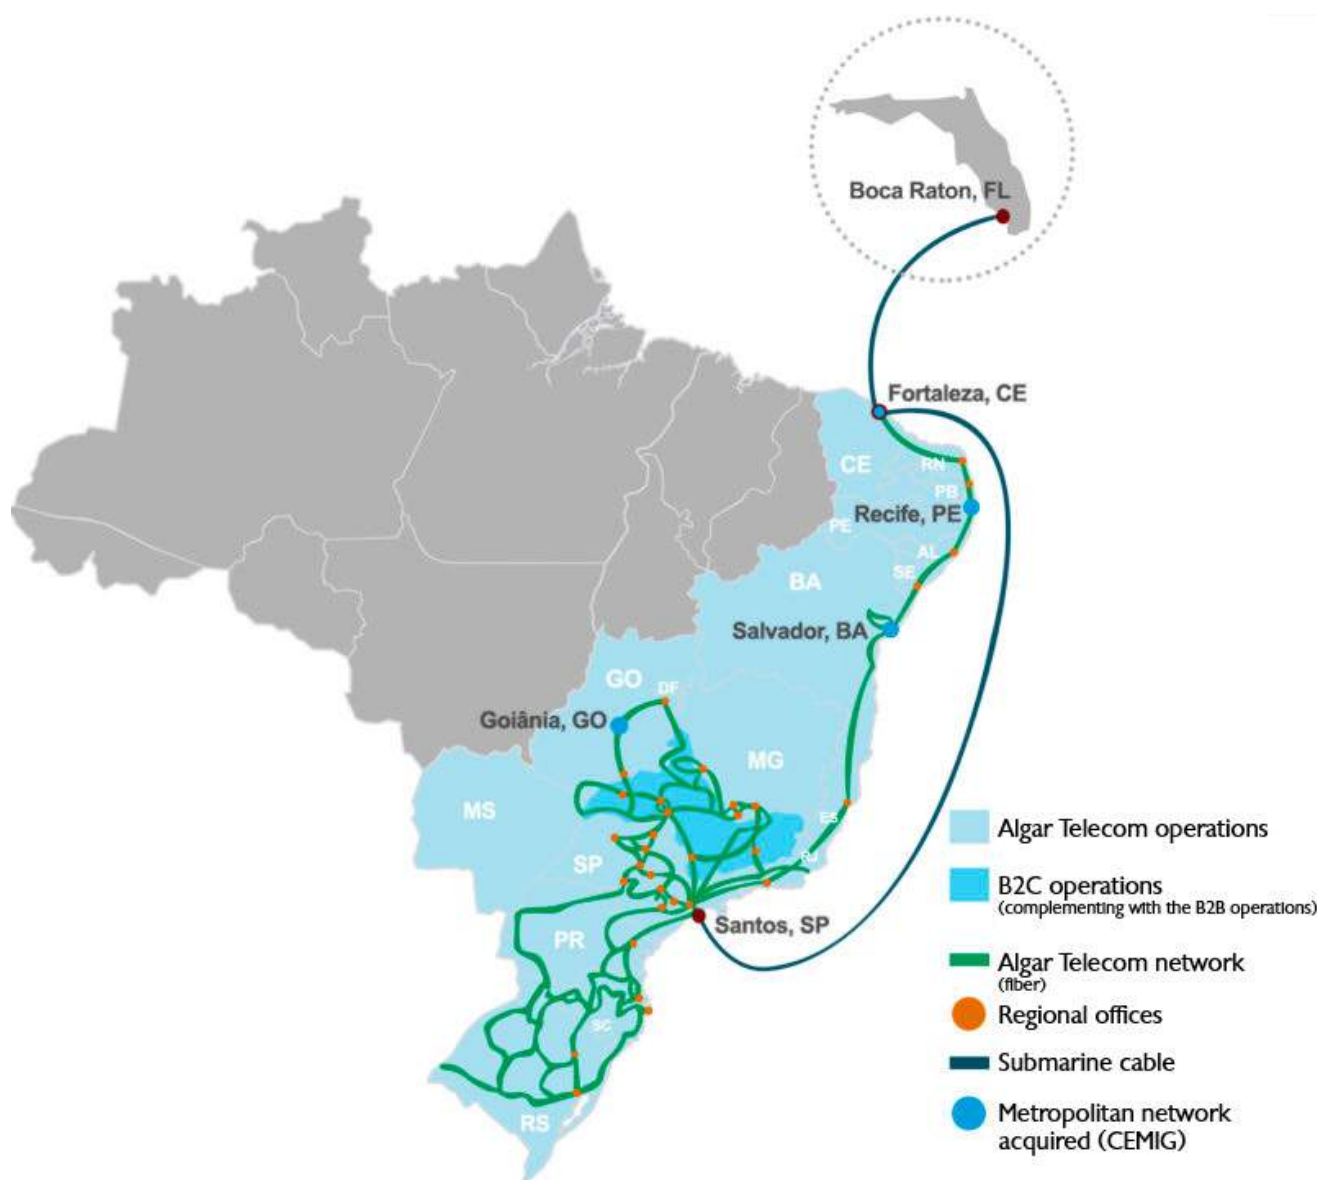 Boca Raton, FL
Fortaleza, CE
CE
RN
PB
Recife, PE
PE
AL
SE
BA
Salvador, BA
GO
DF
Goiânia, GO
MG
MS
ES
SP
RJ
Santos, SP
PR
SC
RS
Algar Telecom operations
B2C operations
(complementing with the B2B operations)
Algar Telecom network
(fiber)
Regional offices
Submarine cable
Metropolitan network
acquired (CEMIG)